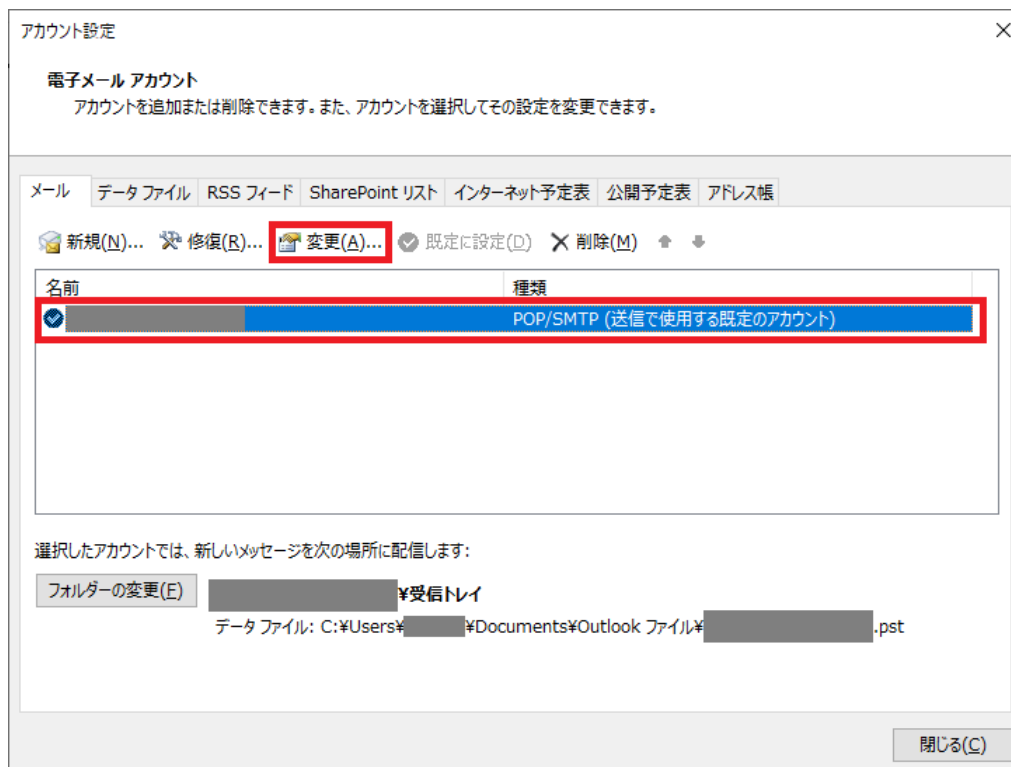 アカウント設定
電子メール アカウント
アカウントを追加または削除できます。また、アカウントを選択してその設定を変更できます。
メール データ ファイル RSS フィード SharePoint リスト インターネット予定表 公開予定表 アドレス帳
新規(N)... 修復(R)... 変更(A)... 既定に設定(D) 削除(M)
名前 種類
POP/SMTP (送信で使用する既定のアカウント)
選択したアカウントでは、新しいメッセージを次の場所に配信します:
フォルダーの変更(F) ¥受信トレイ
データ ファイル: C:¥Users¥ ¥Documents¥Outlook ファイル¥ .pst
閉じる(C)